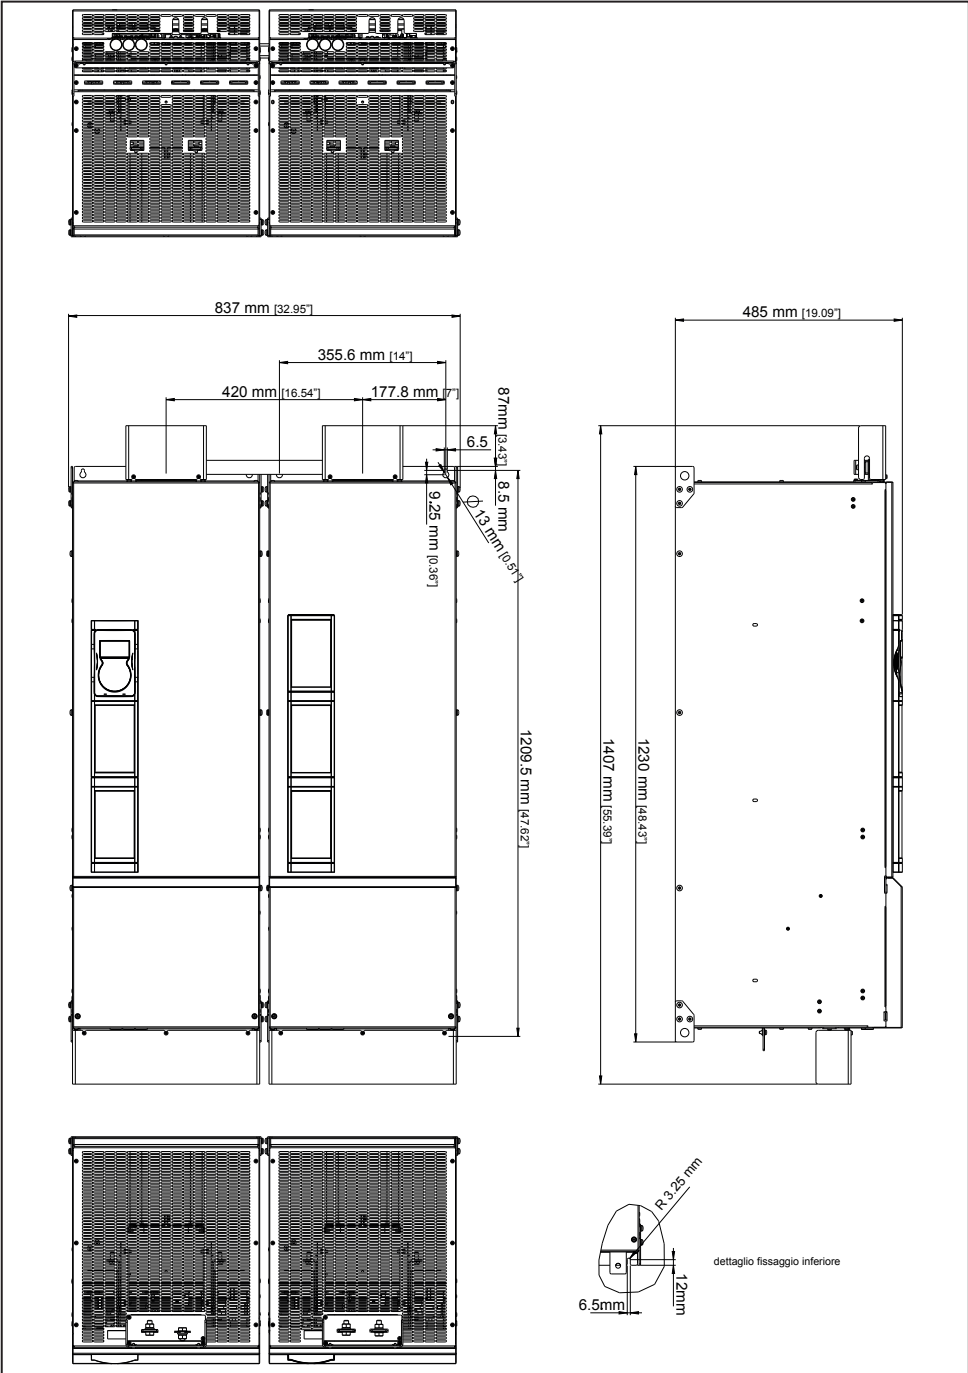 837 mm [32.95"]
485 mm [19.09"]
355.6 mm [14"]
420 mm [16.54"]
177.8 mm [7"]
87mm [3.43"]
6.5
8.5 mm
9.25 mm [0.36"]
∅ 13 mm [0.51"]
1209.5 mm [47.62"]
1407 mm [55.39"]
1230 mm [48.43"]
R 3.25 mm
dettaglio fissaggio inferiore
12mm
6.5mm